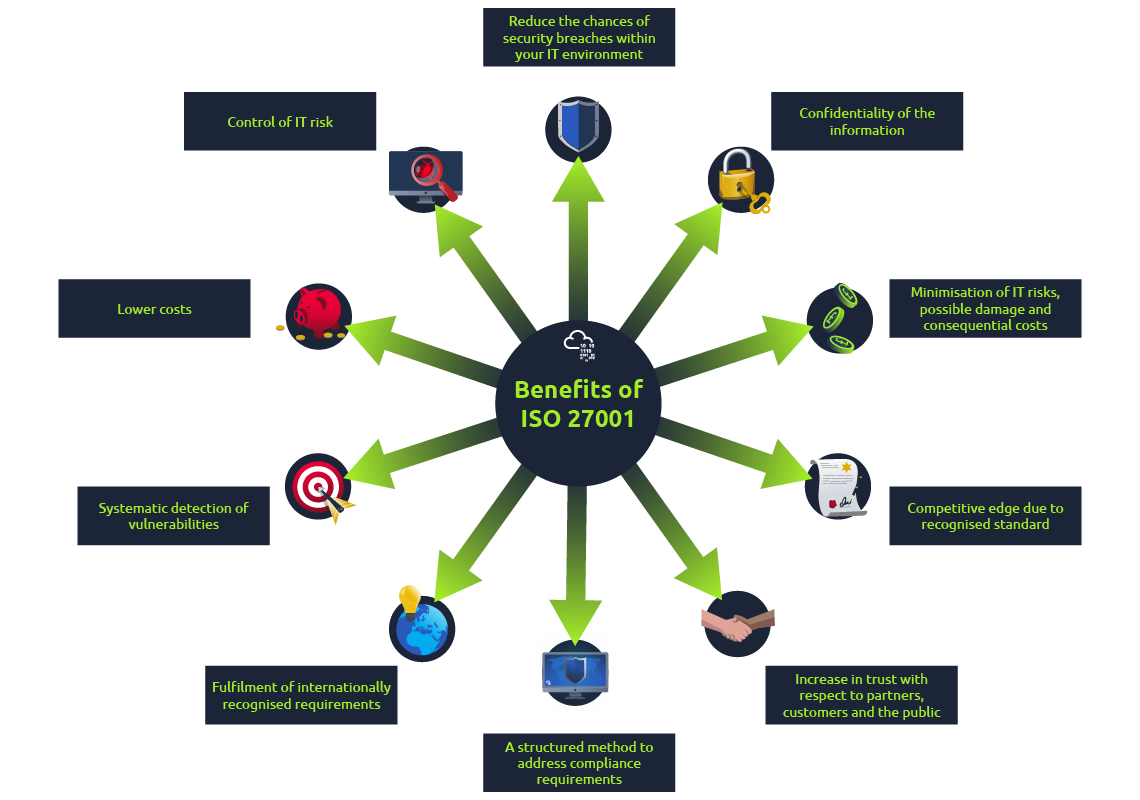 Reduce the chances of
security breaches within
your IT environment
Control of IT risk
Confidentiality of the
information
Lower costs
Minimisation of IT risks,
possible damage and
consequential costs
Benefits of
ISO 27001
Systematic detection of
vulnerabilities
Competitive edge due to
recognised standard
Fulfilment of internationally
recognised requirements
Increase in trust with
respect to partners,
customers and the public
A structured method to
address compliance
requirements